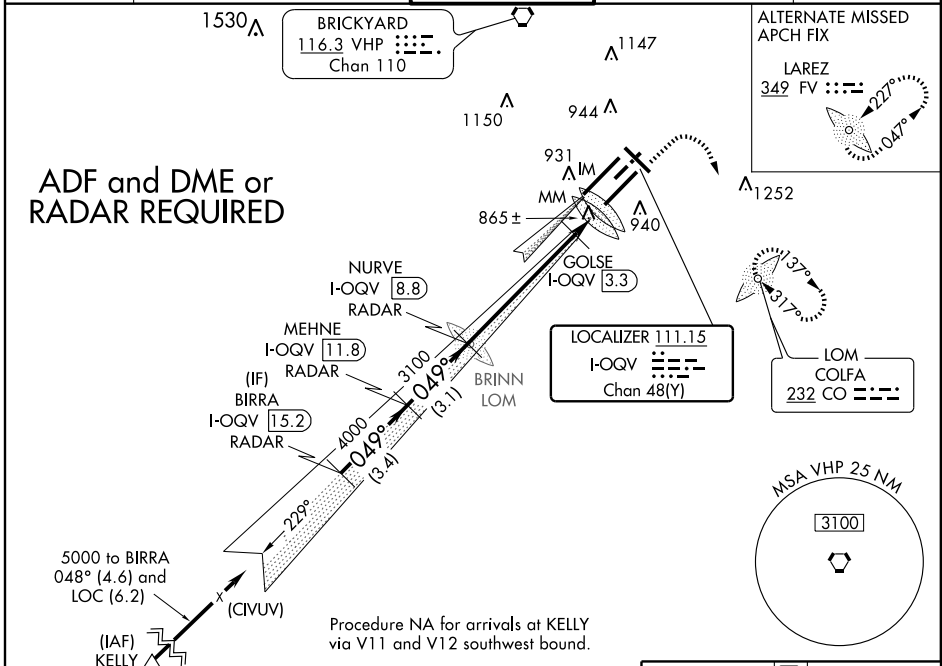 1530
BRICKYARD
116.3 VHP
Chan 110
1147
1150
944
ALTERNATE MISSED
APCH FIX
LAREZ
349 FV
227°
047°
ADF and DME or
RADAR REQUIRED
931
IM
MM
865±
940
1252
GOLSE
I-OQV 3.3
NURVE
I-OQV 8.8
RADAR
MEHNE
I-OQV 11.8
RADAR
(IF)
BIRRA
I-OQV 15.2
RADAR
3100
049°
(3.1)
BRINN
LOM
4000
049°
(3.4)
229°
LOCALIZER 111.15
I-OQV
Chan 48(Y)
137°
317°
LOM
COLFA
232 CO
MSA VHP 25 NM
3100
5000 to BIRRA
048° (4.6) and
LOC (6.2)
x
(CIVUV)
(IAF)
KELLY
Procedure NA for arrivals at KELLY
via V11 and V12 southwest bound.